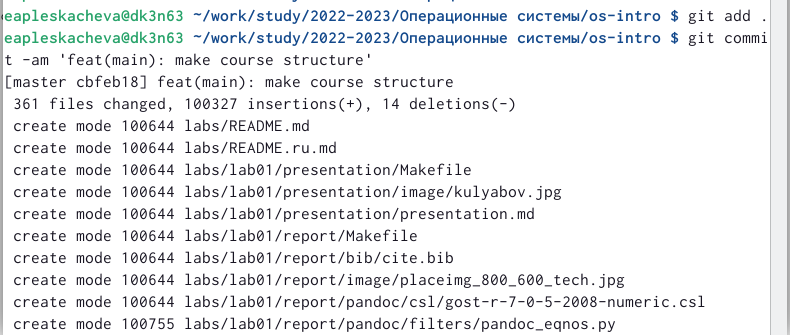 eapleskacheva@dk3n63 ~/work/study/2022-2023/Операционные системы/os-intro $ git add .
eapleskacheva@dk3n63 ~/work/study/2022-2023/Операционные системы/os-intro $ git commi
t -am 'feat(main): make course structure'
[master cbfeb18] feat(main): make course structure
 361 files changed, 100327 insertions(+), 14 deletions(-)
 create mode 100644 labs/README.md
 create mode 100644 labs/README.ru.md
 create mode 100644 labs/lab01/presentation/Makefile
 create mode 100644 labs/lab01/presentation/image/kulyabov.jpg
 create mode 100644 labs/lab01/presentation/presentation.md
 create mode 100644 labs/lab01/report/Makefile
 create mode 100644 labs/lab01/report/bib/cite.bib
 create mode 100644 labs/lab01/report/image/placeimg_800_600_tech.jpg
 create mode 100644 labs/lab01/report/pandoc/csl/gost-r-7-0-5-2008-numeric.csl
 create mode 100755 labs/lab01/report/pandoc/filters/pandoc_eqnos.py